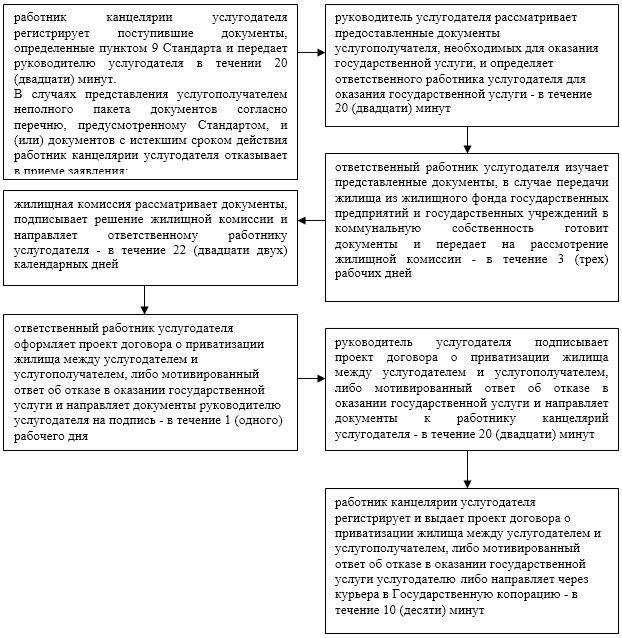 работник канцелярии услугодателя
регистрирует поступившие документы,
определенные пунктом 9 Стандарта и передает
руководителю услугодателя в течении 20
(двадцати) минут.
В случаях представления услугополучателем
неполного пакета документов согласно
перечню, предусмотренному Стандартом, и
(или) документов с истекшим сроком действия
работник канцелярии услугодателя отказывает
в приеме заявления;
руководитель услугодателя рассматривает
предоставленные документы
услугополучателя, необходимых для оказания
государственной услуги, и определяет
ответственного работника услугодателя для
оказания государственной услуги - в течение
20 (двадцати) минут
ответственный работник услугодателя изучает
представленные документы, в случае передачи
жилища из жилищного фонда государственных
предприятий и государственных учреждений в
коммунальную собственность готовит
документы и передает на рассмотрение
жилищной комиссии - в течение 3 (трех)
рабочих дней
жилищная комиссия рассматривает документы,
подписывает решение жилищной комиссии и
направляет ответственному работнику
услугодателя - в течение 22 (двадцати двух)
календарных дней
ответственный работник услугодателя
оформляет проект договора о приватизации
жилища между услугодателем и
услугополучателем, либо мотивированный
ответ об отказе в оказании государственной
услуги и направляет документы руководителю
услугодателя на подпись - в течение 1 (одного)
рабочего дня
руководитель услугодателя подписывает
проект договора о приватизации жилища
между услугодателем и услугополучателем,
либо мотивированный ответ об отказе в
оказании государственной услуги и направляет
документы к работнику канцелярий
услугодателя - в течение 20 (двадцати) минут
работник канцелярии услугодателя
регистрирует и выдает проект договора о
приватизации жилища между услугодателем и
услугополучателем, либо мотивированный
ответ об отказе в оказании государственной
услуги услугодателю либо направляет через
курьера в Государственную копорацию - в
течение 10 (десяти) минут